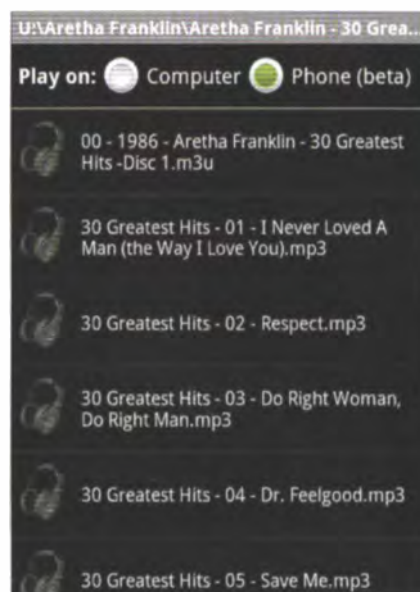 U:\Aretha Franklin\Aretha Franklin - 30 Grea...
Play on: Computer Phone (beta)
00 - 1986 - Aretha Franklin - 30 Greatest
Hits -Disc 1.m3u
30 Greatest Hits - 01 - I Never Loved A
Man (the Way I Love You).mp3
30 Greatest Hits - 02 - Respect.mp3
30 Greatest Hits - 03 - Do Right Woman,
Do Right Man.mp3
30 Greatest Hits - 04 - Dr. Feelgood.mp3
30 Greatest Hits - 05 - Save Me.mp3